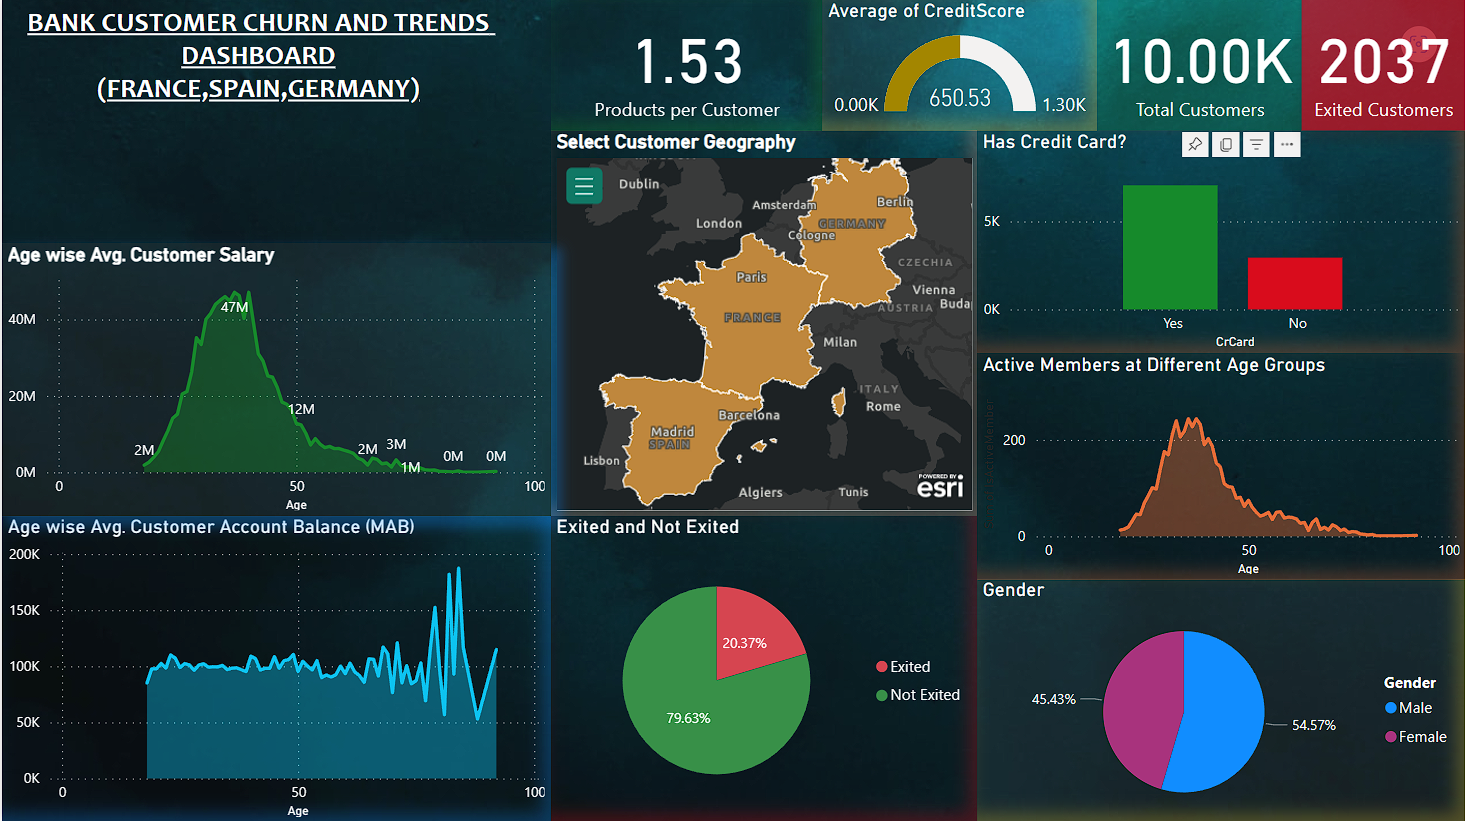 BANK CUSTOMER CHURN AND TRENDS
DASHBOARD
(FRANCE,SPAIN,GERMANY)
1.53
Products per Customer
Average of CreditScore
0.00K
650.53
1.30K
10.00K
Total Customers
2037
Exited Customers
Age wise Avg. Customer Salary
40M
20M
0M
47M
2M
12M
2M
3M
1M
0M
0M
0
50
100
Age
Select Customer Geography
Dublin
London
Amsterdam
Berlin
GERMANY
Cologne
CZECHIA
Paris
Vienna
Buda
AUSTRIA
FRANCE
Milan
ITALY
Rome
Barcelona
Madrid
SPAIN
Lisbon
Algiers
Tunis
POWERED BY
esri
Has Credit Card?
5K
0K
Yes
No
CrCard
Active Members at Different Age Groups
200
0
0
50
100
Age
Age wise Avg. Customer Account Balance (MAB)
200K
150K
100K
50K
0K
0
50
100
Age
Exited and Not Exited
20.37%
79.63%
Exited
Not Exited
Gender
45.43%
54.57%
Gender
Male
Female